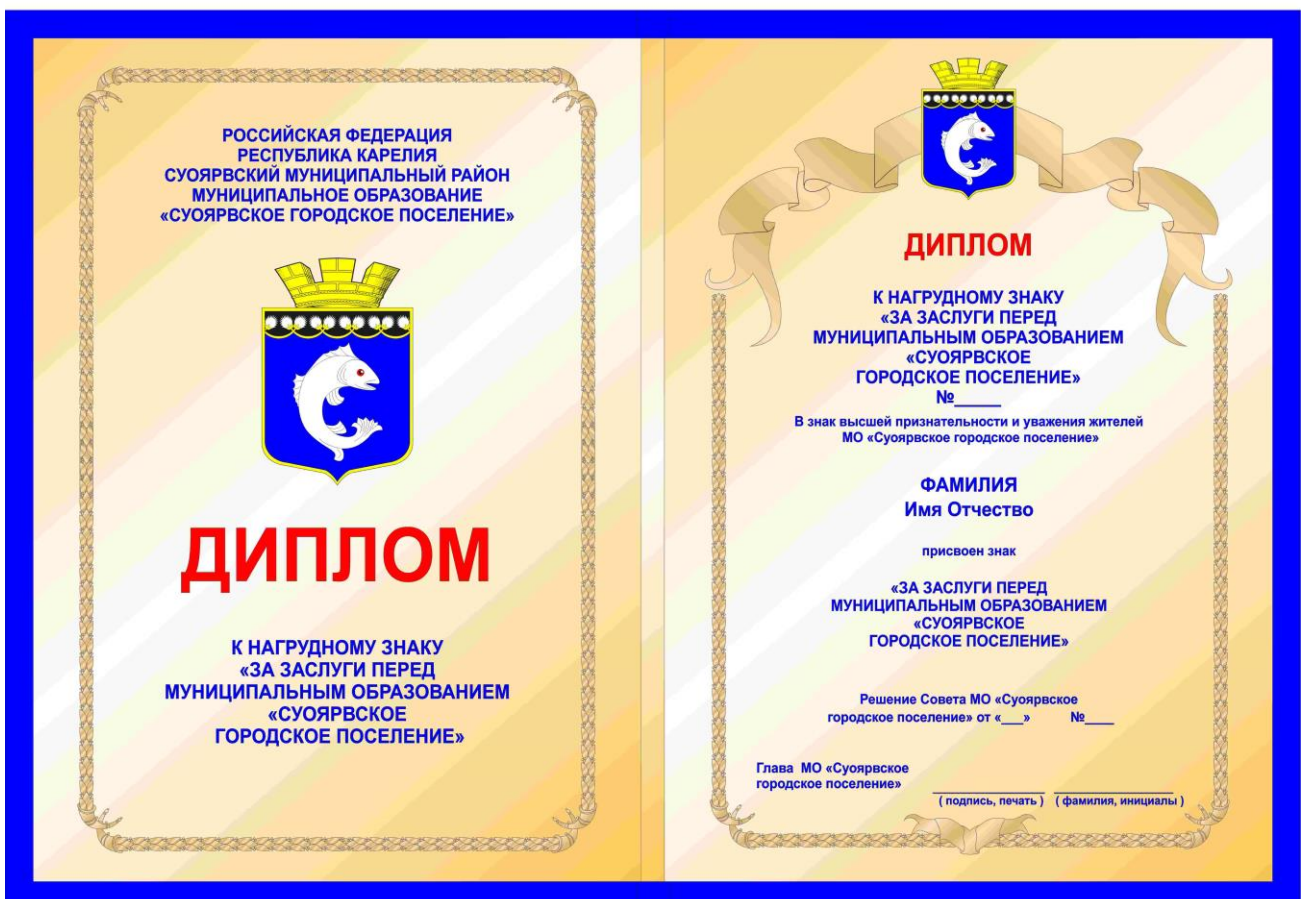 РОССИЙСКАЯ ФЕДЕРАЦИЯ
РЕСПУБЛИКА КАРЕЛИЯ
СУОЯРВСКИЙ МУНИЦИПАЛЬНЫЙ РАЙОН
МУНИЦИПАЛЬНОЕ ОБРАЗОВАНИЕ
«СУОЯРВСКОЕ ГОРОДСКОЕ ПОСЕЛЕНИЕ»
ДИПЛОМ
К НАГРУДНОМУ ЗНАКУ
«ЗА ЗАСЛУГИ ПЕРЕД
МУНИЦИПАЛЬНЫМ ОБРАЗОВАНИЕМ
«СУОЯРВСКОЕ
ГОРОДСКОЕ ПОСЕЛЕНИЕ»
ДИПЛОМ
К НАГРУДНОМУ ЗНАКУ
«ЗА ЗАСЛУГИ ПЕРЕД
МУНИЦИПАЛЬНЫМ ОБРАЗОВАНИЕМ
«СУОЯРВСКОЕ
ГОРОДСКОЕ ПОСЕЛЕНИЕ»
№_____
В знак высшей признательности и уважения жителей
МО «Суоярвское городское поселение»
ФАМИЛИЯ
Имя Отчество
присвоен знак
«ЗА ЗАСЛУГИ ПЕРЕД
МУНИЦИПАЛЬНЫМ ОБРАЗОВАНИЕМ
«СУОЯРВСКОЕ
ГОРОДСКОЕ ПОСЕЛЕНИЕ»
Решение Совета МО «Суоярвское
городское поселение» от «___» №____
Глава МО «Суоярвское
городское поселение» ________________ _________________
( подпись, печать ) ( фамилия, инициалы )